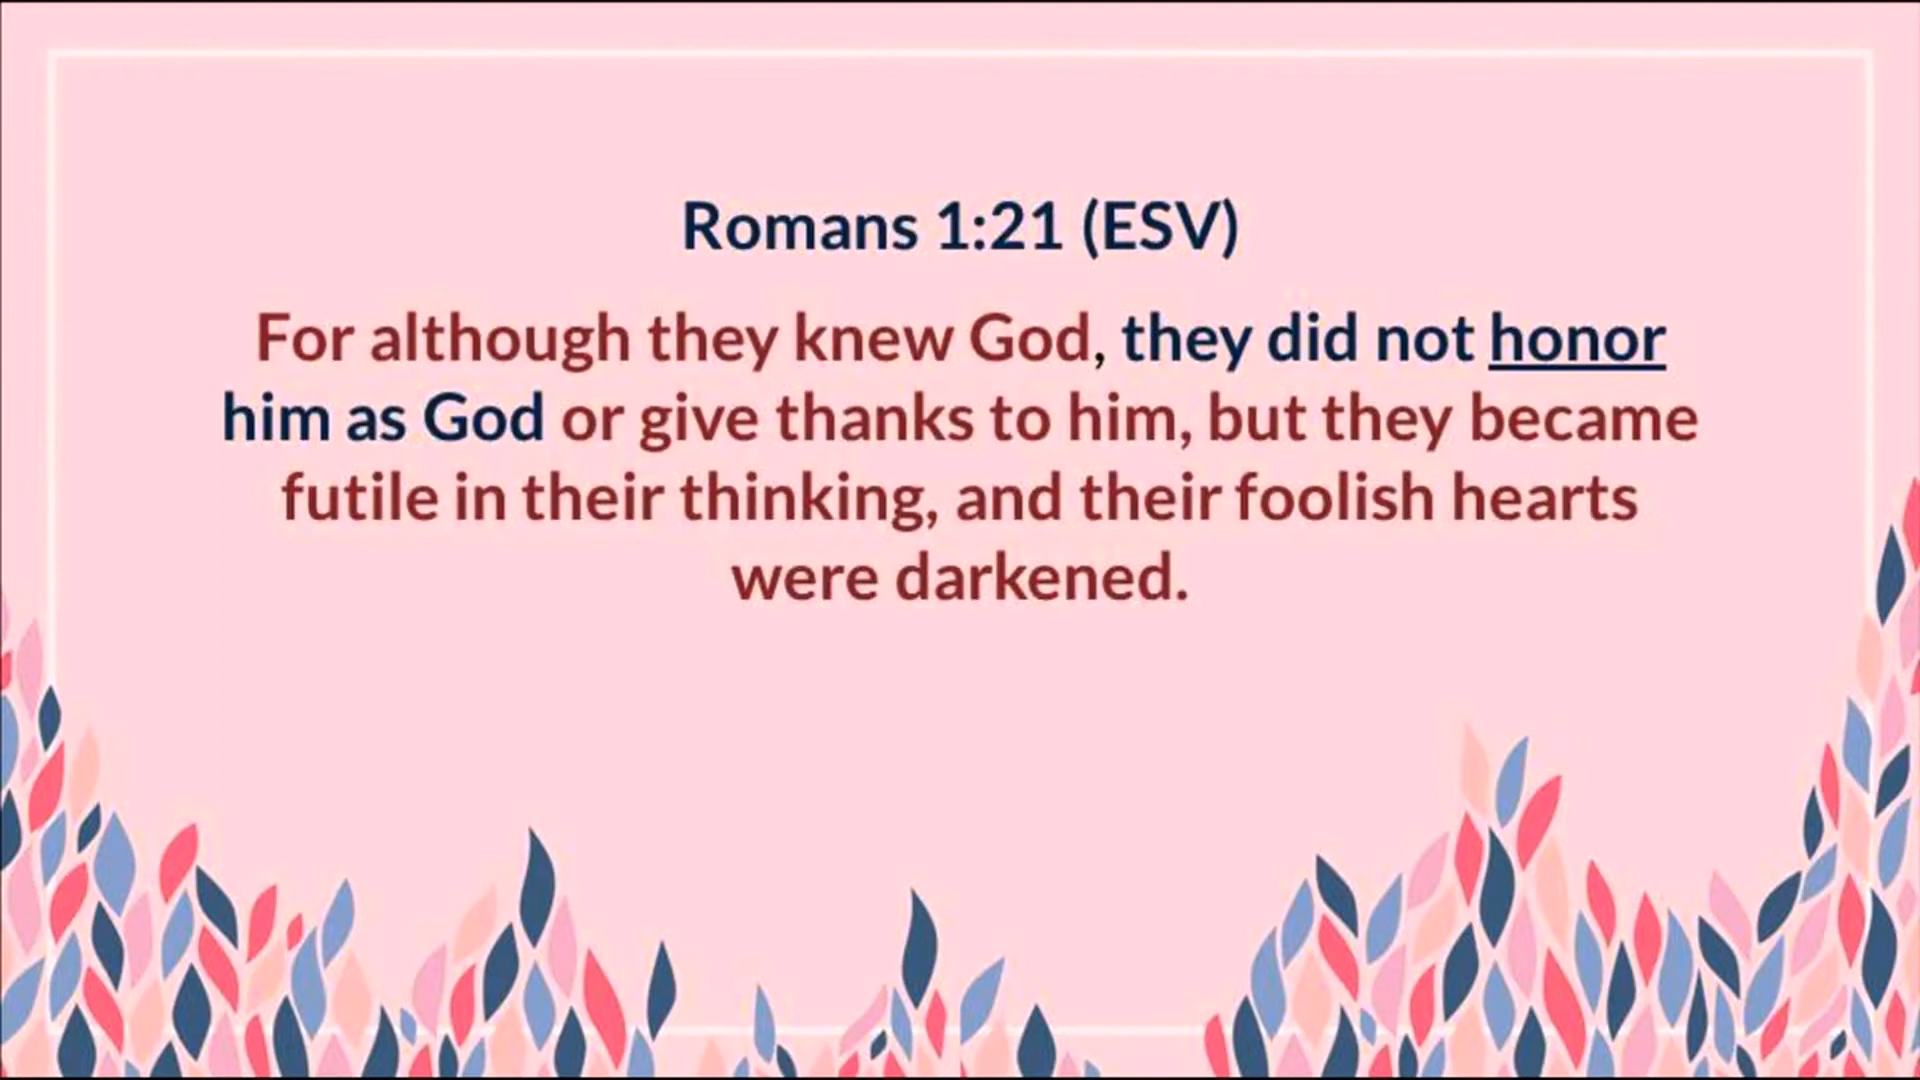 Romans 1:21 (ESV)
For although they knew God, they did not honor
him as God or give thanks to him, but they became
futile in their thinking, and their foolish hearts
were darkened.